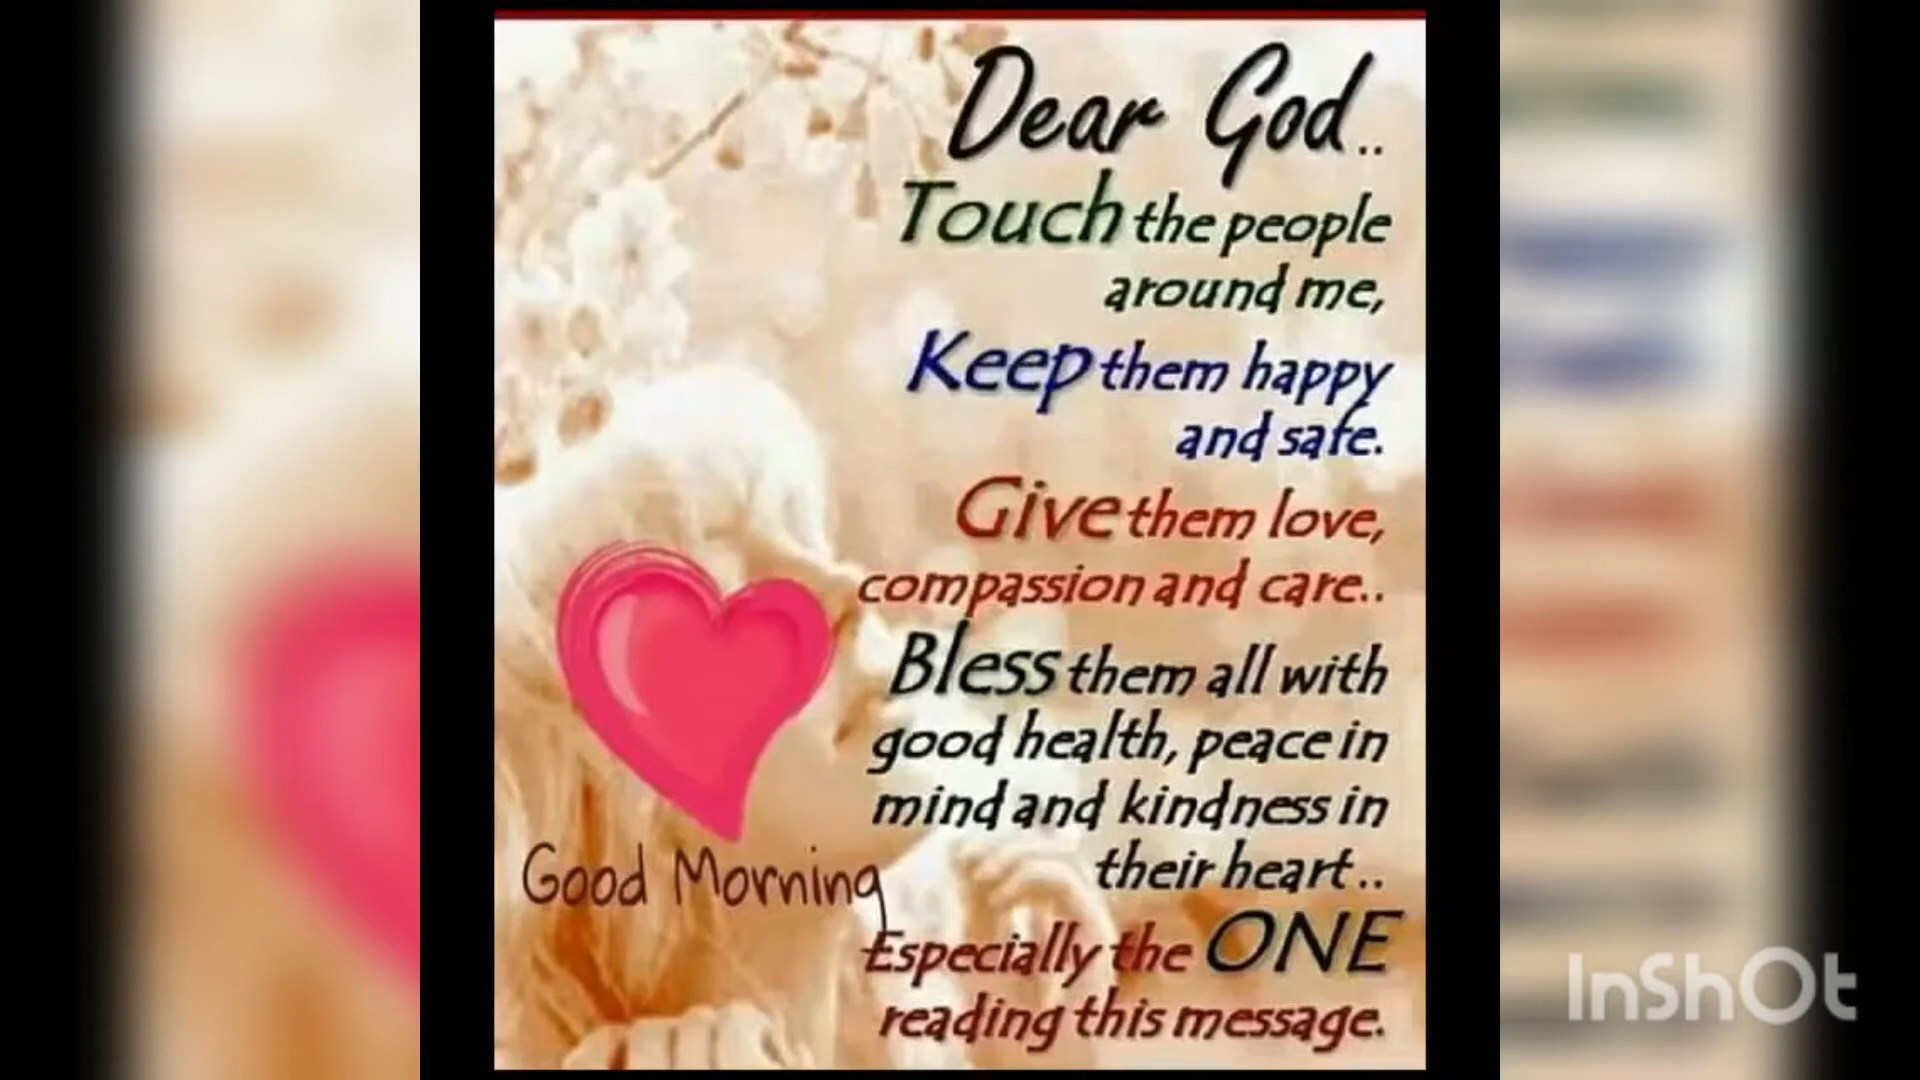 Dear God..
Touch the people
around me,
Keep them happy
and safe.
Give them love,
compassion and care..
Bless them all with
good health, peace in
mind and kindness in
their heart..
Good Morning
Especially the ONE
reading this message.
InShOt